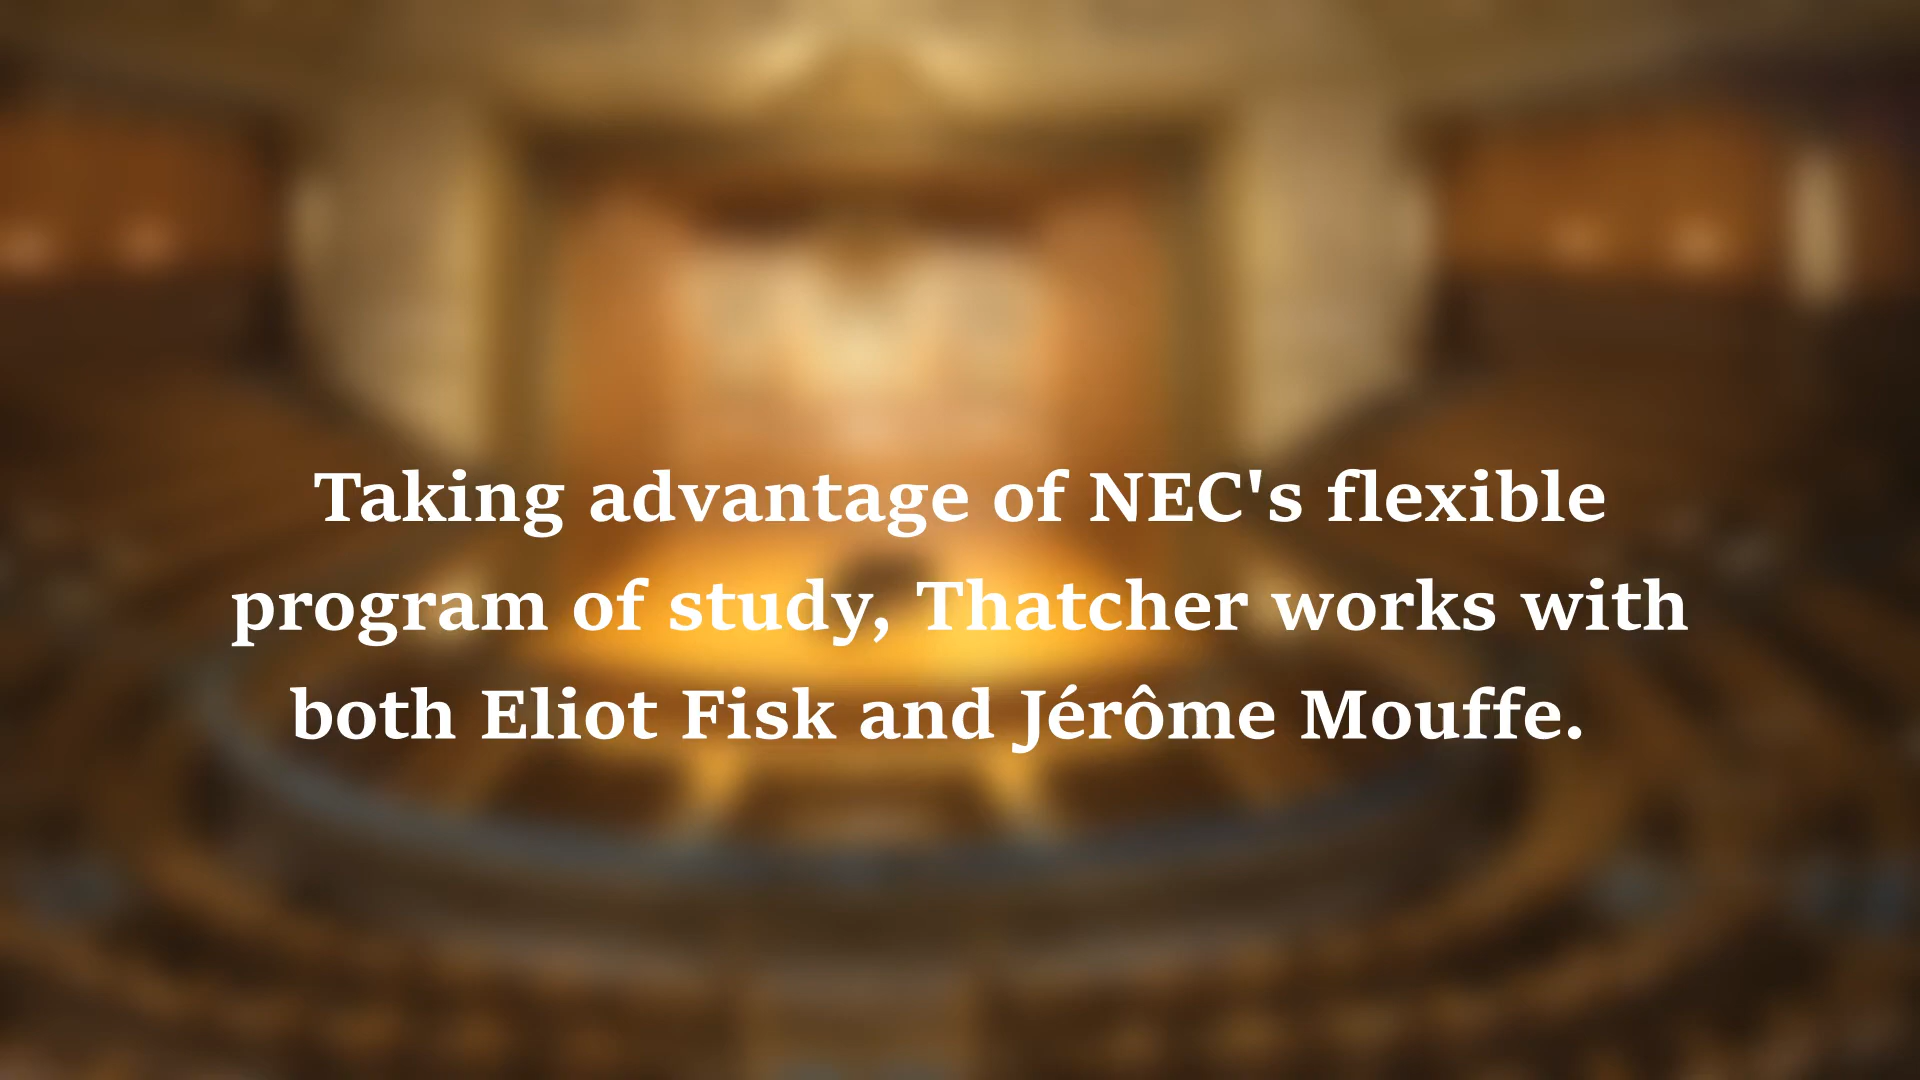 Taking advantage of NEC's flexible
program of study, Thatcher works with
both Eliot Fisk and Jérôme Mouffe.